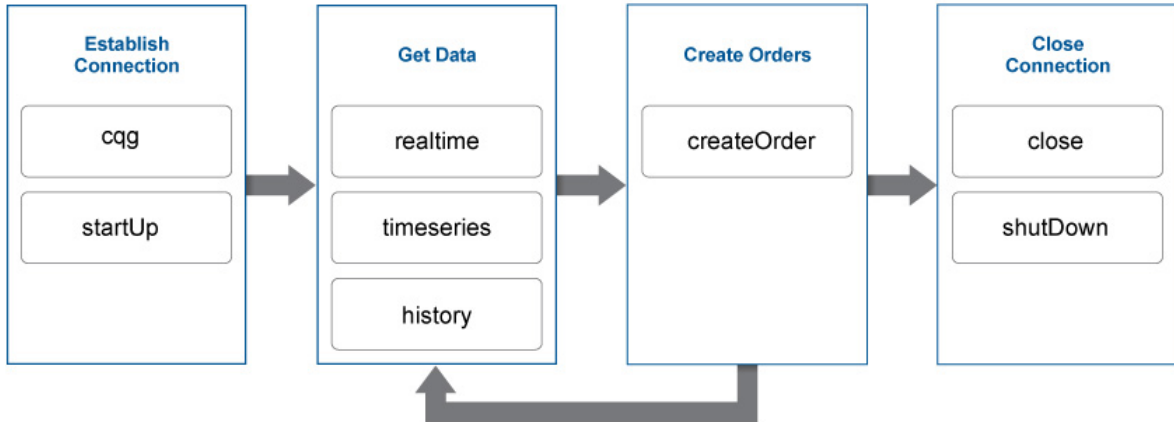 Establish
Connection
cqg
startUp
Get Data
realtime
timeseries
history
Create Orders
createOrder
Close
Connection
close
shutDown